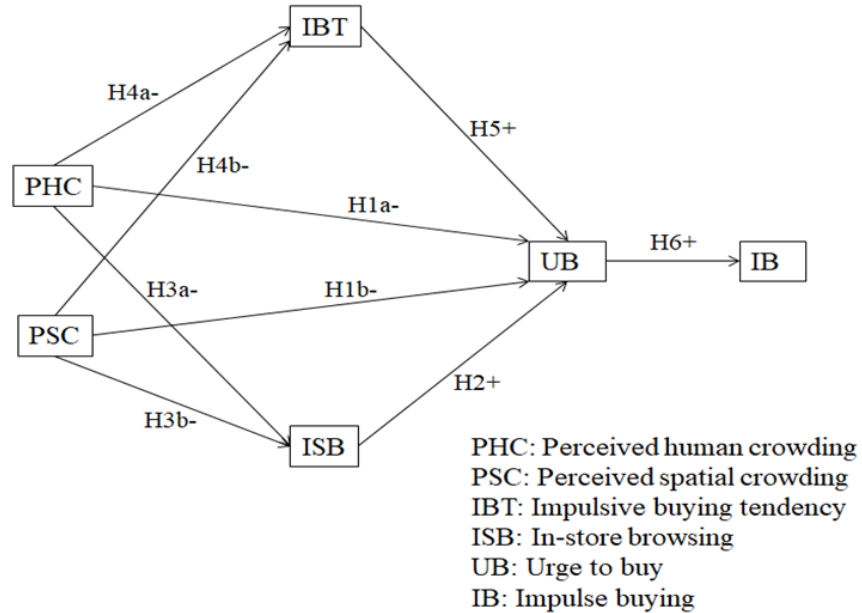 IBT
H4a-
H5+
H4b-
PHC
H1a-
H6+
UB
IB
H3a-
H1b-
PSC
H2+
H3b-
ISB
PHC: Perceived human crowding
PSC: Perceived spatial crowding
IBT: Impulsive buying tendency
ISB: In-store browsing
UB: Urge to buy
IB: Impulse buying